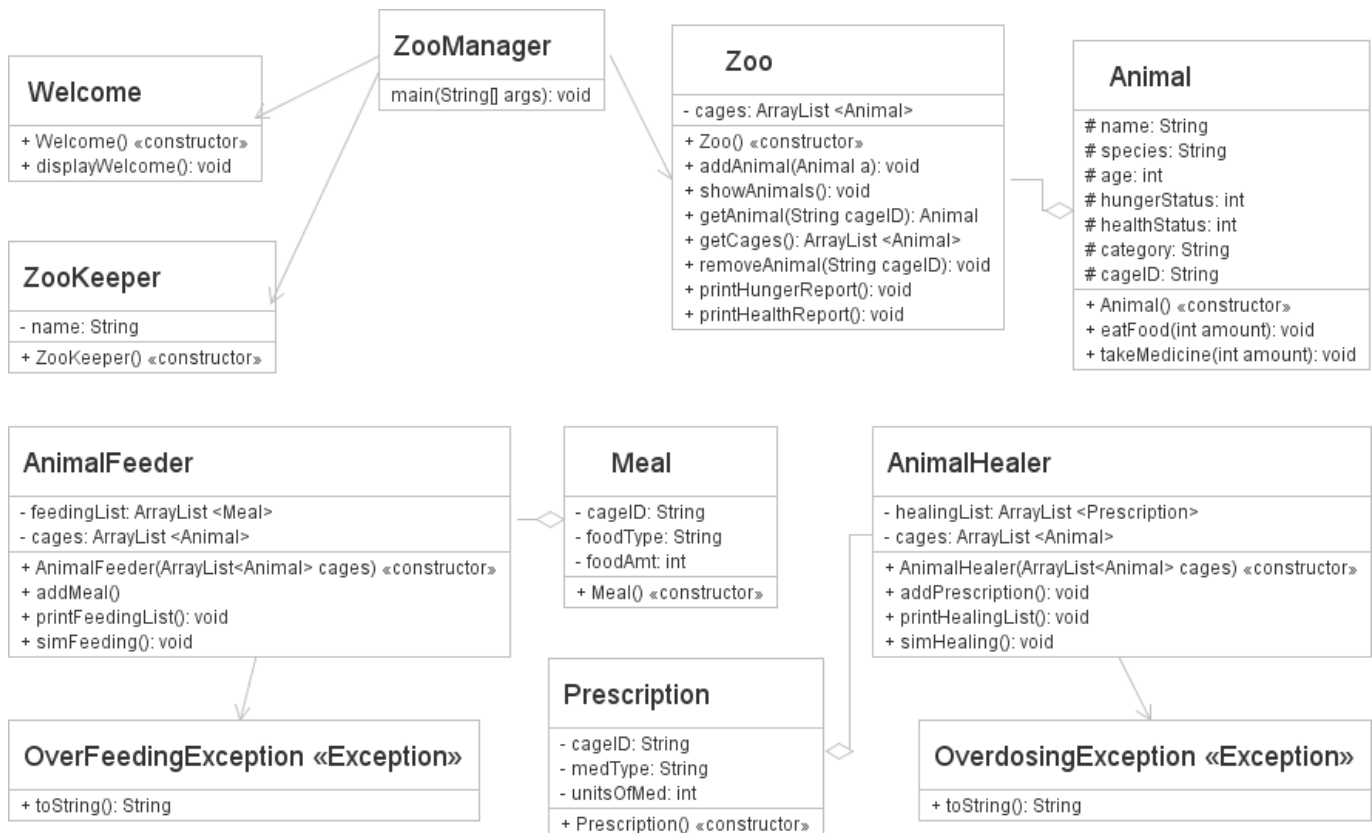 ZooManager
main(String[] args): void
Welcome
+ Welcome() «constructor»
+ displayWelcome(): void
ZooKeeper
- name: String
+ ZooKeeper() «constructor»
Zoo
- cages: ArrayList <Animal>
+ Zoo() «constructor»
+ addAnimal(Animal a): void
+ showAnimals(): void
+ getAnimal(String cageID): Animal
+ getCages(): ArrayList <Animal>
+ removeAnimal(String cageID): void
+ printHungerReport(): void
+ printHealthReport(): void
Animal
# name: String
# species: String
# age: int
# hungerStatus: int
# healthStatus: int
# category: String
# cageID: String
+ Animal() «constructor»
+ eatFood(int amount): void
+ takeMedicine(int amount): void
AnimalFeeder
- feedingList: ArrayList <Meal>
- cages: ArrayList <Animal>
+ AnimalFeeder(ArrayList<Animal> cages) «constructor»
+ addMeal()
+ printFeedingList(): void
+ simFeeding(): void
Meal
- cageID: String
- foodType: String
- foodAmt: int
+ Meal() «constructor»
AnimalHealer
- healingList: ArrayList <Prescription>
- cages: ArrayList <Animal>
+ AnimalHealer(ArrayList<Animal> cages) «constructor»
+ addPrescription(): void
+ printHealingList(): void
+ simHealing(): void
OverFeedingException «Exception»
+ toString(): String
Prescription
- cageID: String
- medType: String
- unitsOfMed: int
+ Prescription() «constructor»
OverdosingException «Exception»
+ toString(): String